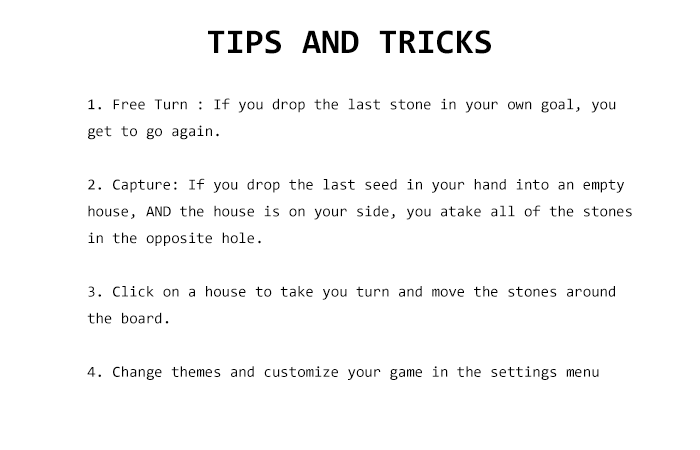 TIPS AND TRICKS
1. Free Turn : If you drop the last stone in your own goal, you
get to go again.
2. Capture: If you drop the last seed in your hand into an empty
house, AND the house is on your side, you atake all of the stones
in the opposite hole.
3. Click on a house to take you turn and move the stones around
the board.
4. Change themes and customize your game in the settings menu